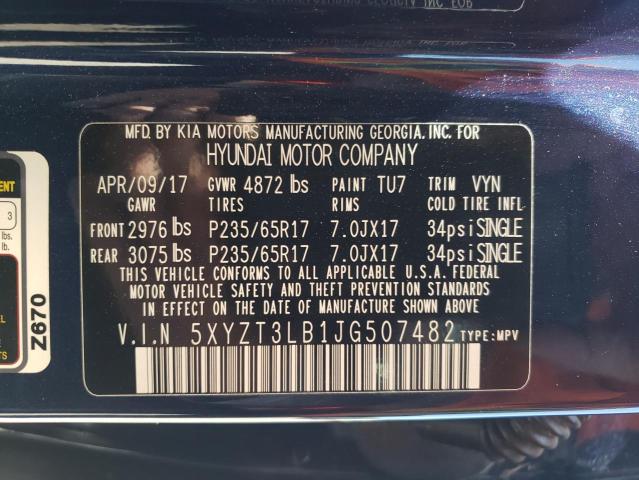 MFD. BY KIA MOTORS MANUFACTURING GEORGIA, INC. FOR
HYUNDAI MOTOR COMPANY
APR/09/17 GVWR 4872 lbs PAINT TU7 TRIM VYN
GAWR TIRES RIMS COLD TIRE INFL
FRONT 2976 lbs P235/65R17 7.0JX17 34psi SINGLE
REAR 3075 lbs P235/65R17 7.0JX17 34psi SINGLE
THIS VEHICLE CONFORMS TO ALL APPLICABLE U.S.A. FEDERAL
MOTOR VEHICLE SAFETY AND THEFT PREVENTION STANDARDS
IN EFFECT ON THE DATE OF MANUFACTURE SHOWN ABOVE.
V.I.N 5XYZT3LB1JG507482 TYPE:MPV
Z670
3
lbs.
lb.